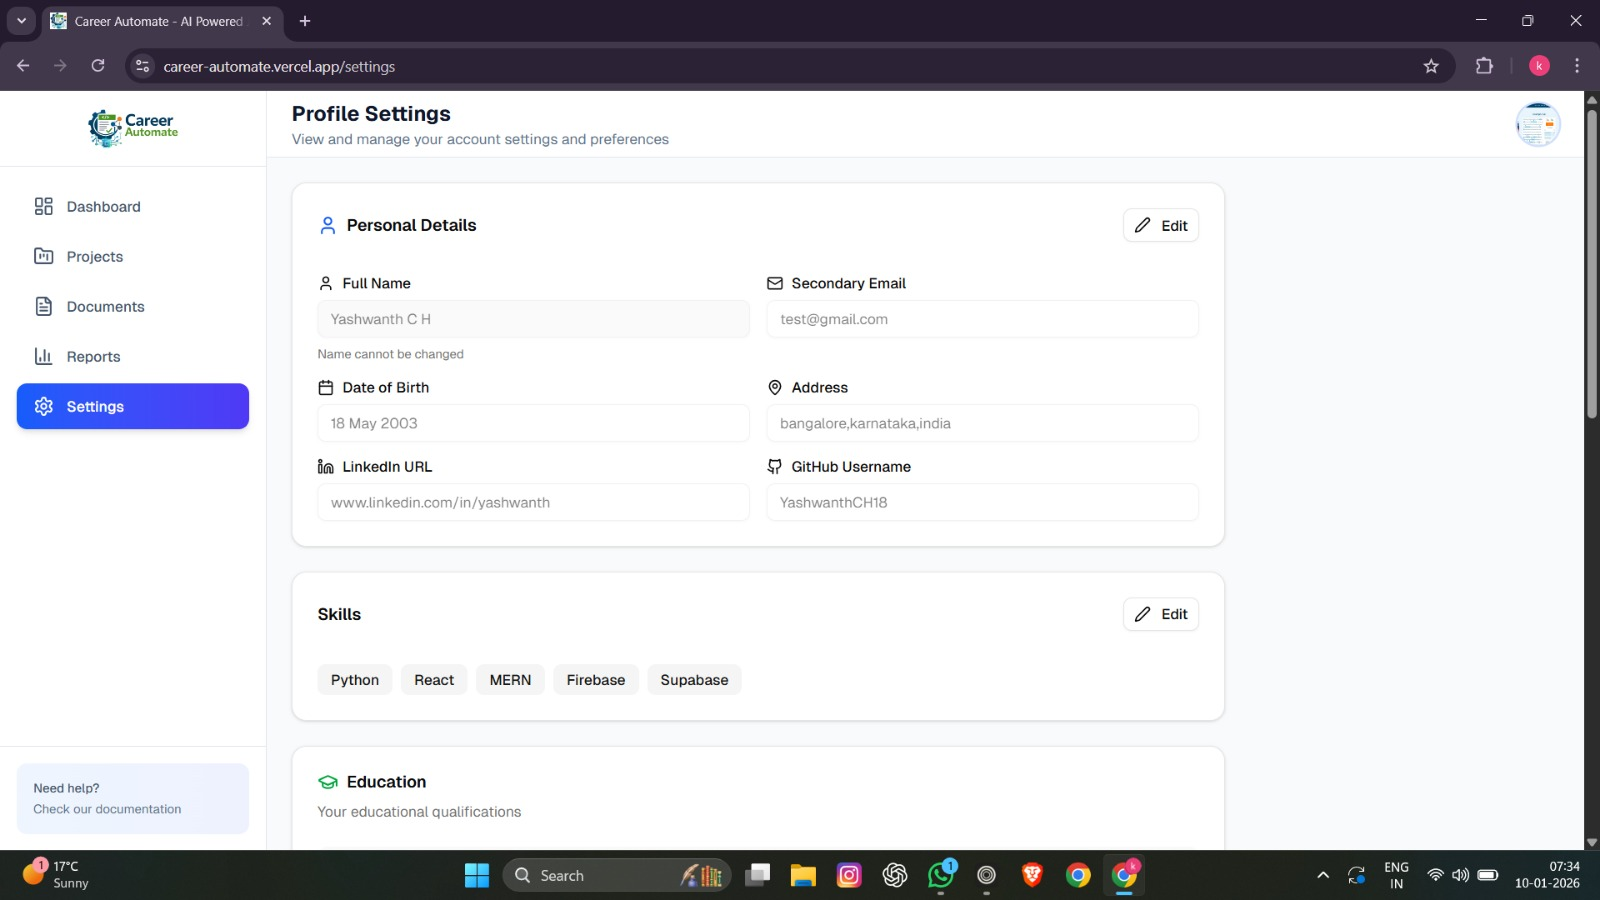 Career Automate - AI Powered
career-automate.vercel.app/settings
k
Career
Automate
Profile Settings
View and manage your account settings and preferences
Dashboard
Projects
Documents
Reports
Settings
Personal Details
Edit
Full Name
Secondary Email
Yashwanth C H
test@gmail.com
Name cannot be changed
Date of Birth
Address
18 May 2003
bangalore,karnataka,india
LinkedIn URL
GitHub Username
www.linkedin.com/in/yashwanth
YashwanthCH18
Skills
Edit
Python
React
MERN
Firebase
Supabase
Education
Your educational qualifications
Need help?
Check our documentation
1
17°C
Sunny
Search
1
k
ENG
IN
07:34
10-01-2026